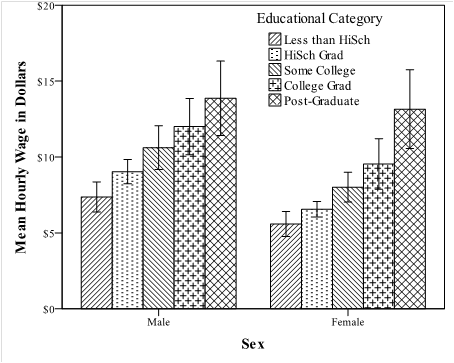 Educational Category
Less than HiSch
HiSch Grad
Some College
College Grad
Post-Graduate
Mean Hourly Wage in Dollars
$20
$15
$10
$5
$0
Male
Female
Sex